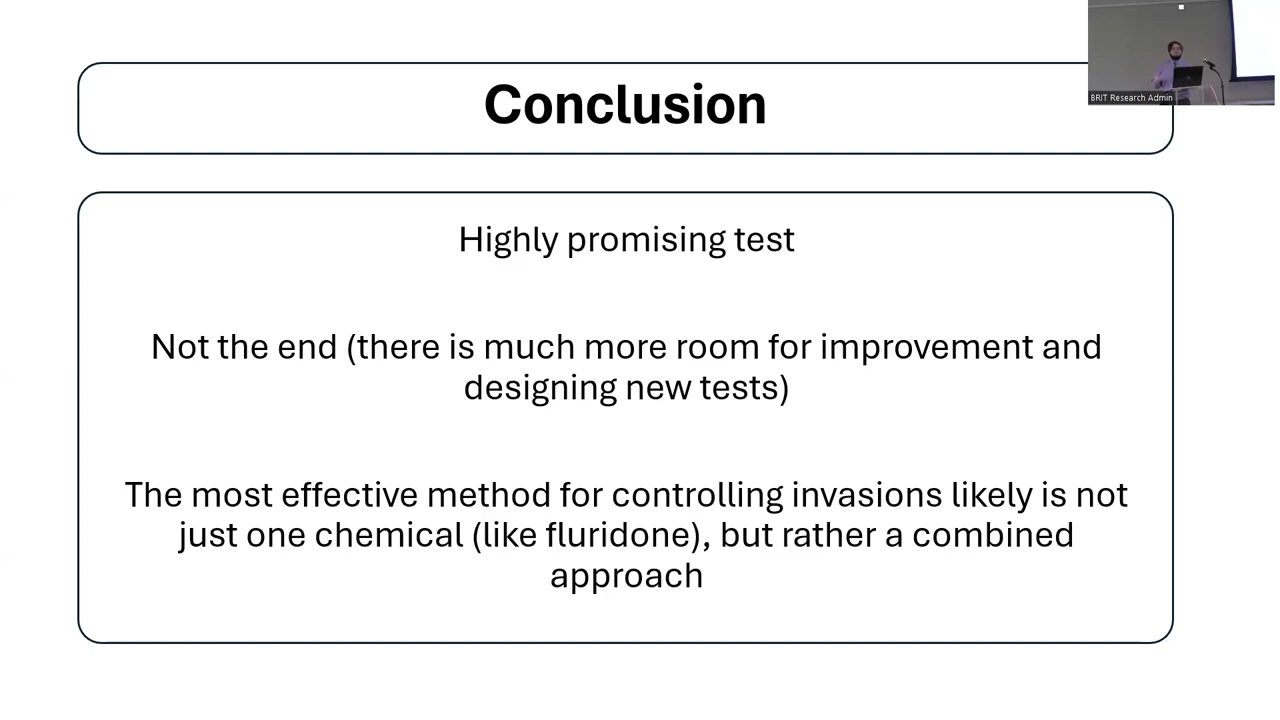 Conclusion
BRIT Research Admin
Highly promising test
Not the end (there is much more room for improvement and
designing new tests)
The most effective method for controlling invasions likely is not
just one chemical (like fluridone), but rather a combined
approach